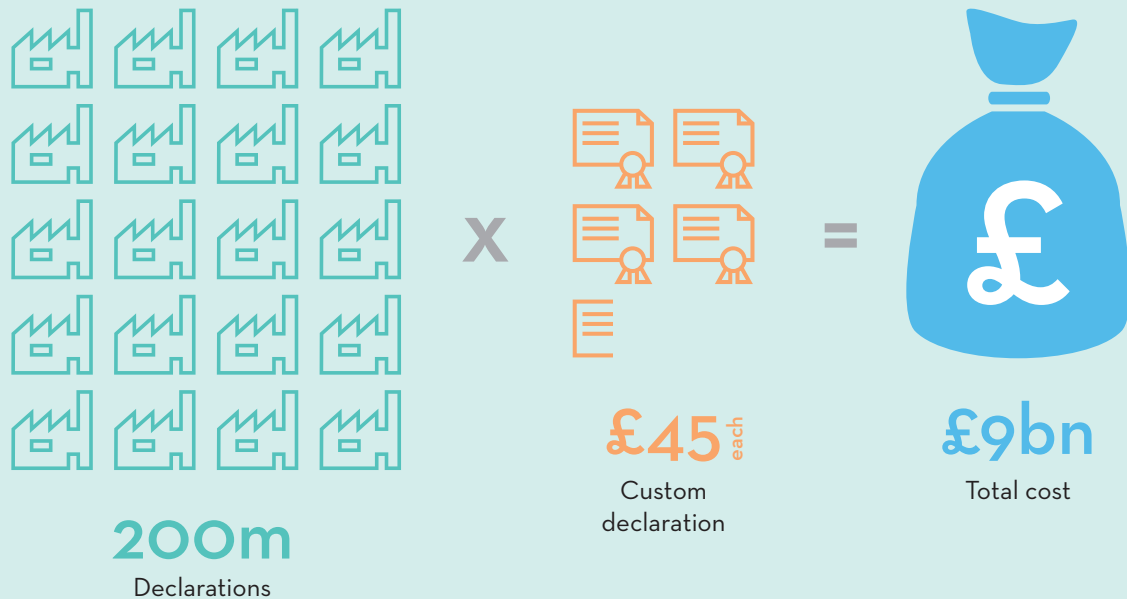 x
=
£
200m
Declarations
£45 each
Custom
declaration
£9bn
Total cost